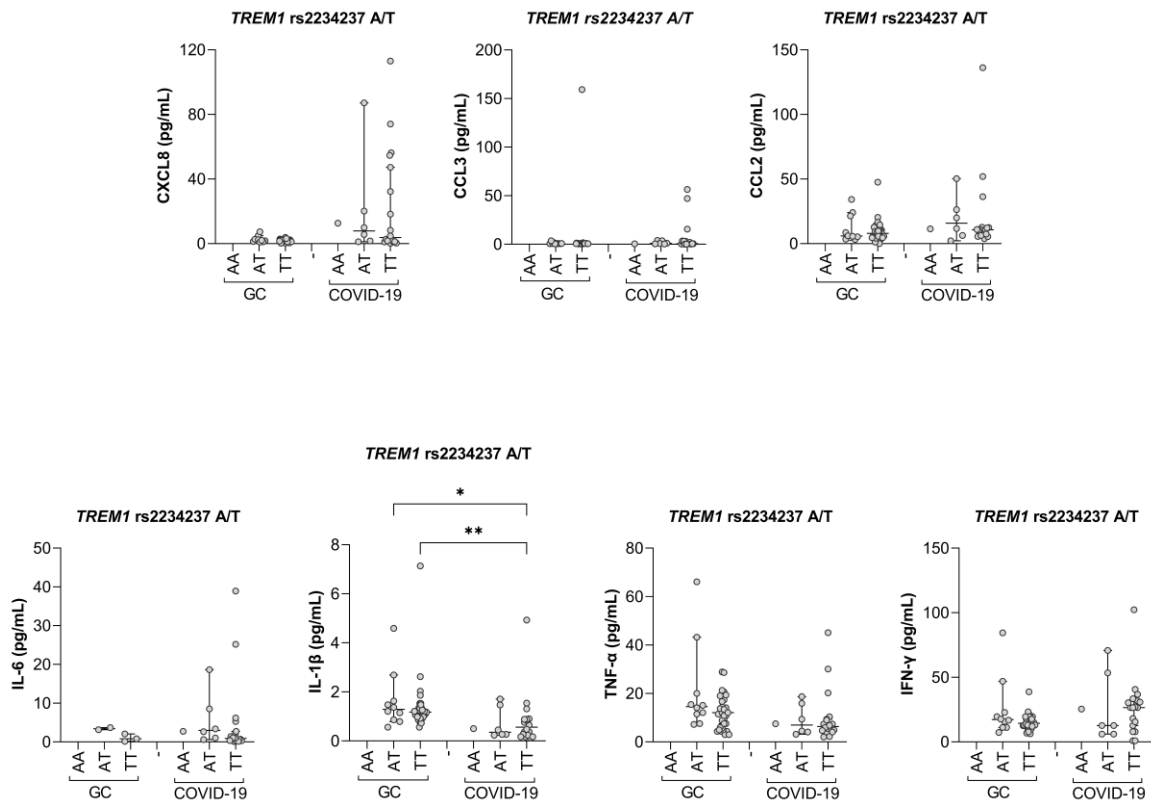 TREM1 rs2234237 A/T
CXCL8 (pg/mL)
120
80
40
0
AA
AT
TT
-
AA
AT
TT
GC
COVID-19
TREM1 rs2234237 A/T
CCL3 (pg/mL)
200
150
100
50
0
AA
AT
TT
-
AA
AT
TT
GC
COVID-19
TREM1 rs2234237 A/T
CCL2 (pg/mL)
150
100
50
0
AA
AT
TT
-
AA
AT
TT
GC
COVID-19
TREM1 rs2234237 A/T
IL-6 (pg/mL)
50
40
30
20
10
0
AA
AT
TT
-
AA
AT
TT
GC
COVID-19
TREM1 rs2234237 A/T
*
**
IL-1β (pg/mL)
8
6
4
2
0
AA
AT
TT
-
AA
AT
TT
GC
COVID-19
TREM1 rs2234237 A/T
TNF-α (pg/mL)
80
60
40
20
0
AA
AT
TT
-
AA
AT
TT
GC
COVID-19
TREM1 rs2234237 A/T
IFN-γ (pg/mL)
150
100
50
0
AA
AT
TT
-
AA
AT
TT
GC
COVID-19